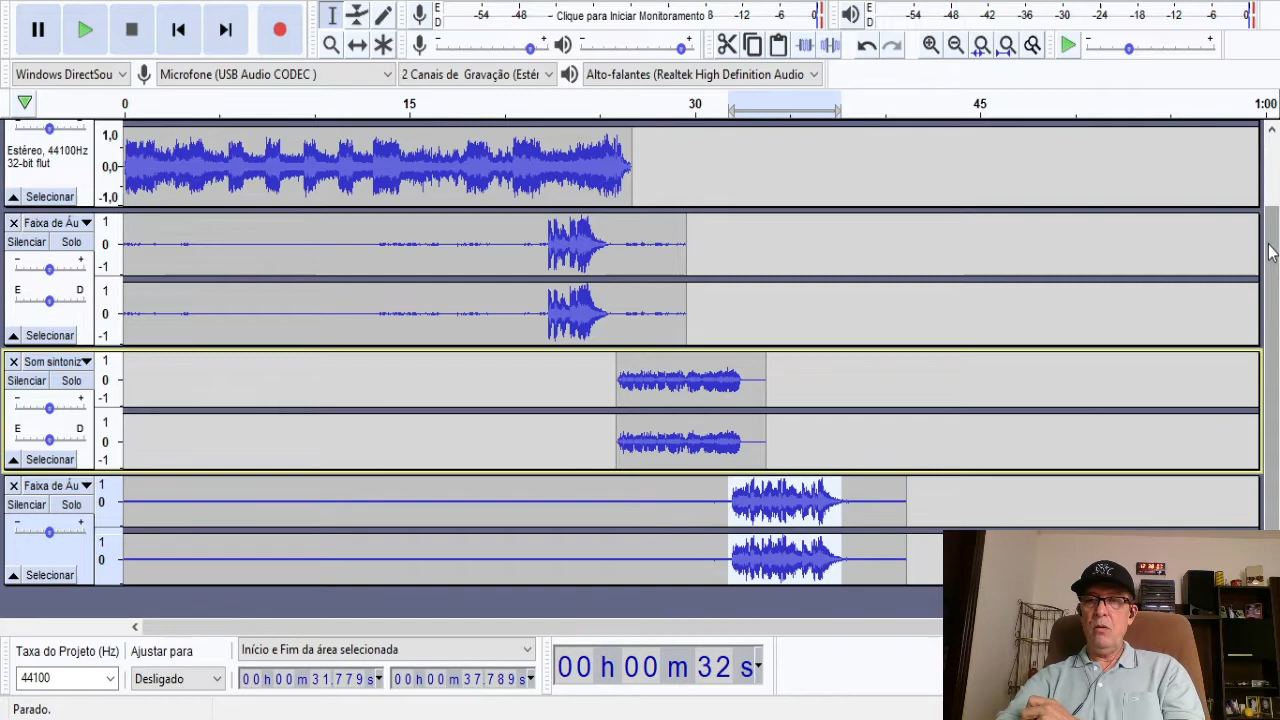 E
D
-54 -48 Clique para Iniciar Monitoramento -12 -6 0
E
D
-54 -48 -42 -36 -30 -24 -18 -12 -6 0
Windows DirectSou
Microfone (USB Audio CODEC )
2 Canais de Gravação (Estér
Alto-falantes (Realtek High Definition Audio
0 15 30 45 1:00
Estéreo, 44100Hz
32-bit flut
Selecionar
1,0
0,0
-1,0
Faixa de Áu
Silenciar Solo
- +
E D
Selecionar
1
0
-1
1
0
-1
Som sintoniz
Silenciar Solo
- +
E D
Selecionar
1
0
-1
1
0
-1
Faixa de Áu
Silenciar Solo
- +
Selecionar
1
0
1
0
Taxa do Projeto (Hz)
44100
Ajustar para
Desligado
Início e Fim da área selecionada
00 h 00 m 31.779 s
00 h 00 m 37.789 s
00 h 00 m 32 s
Parado.